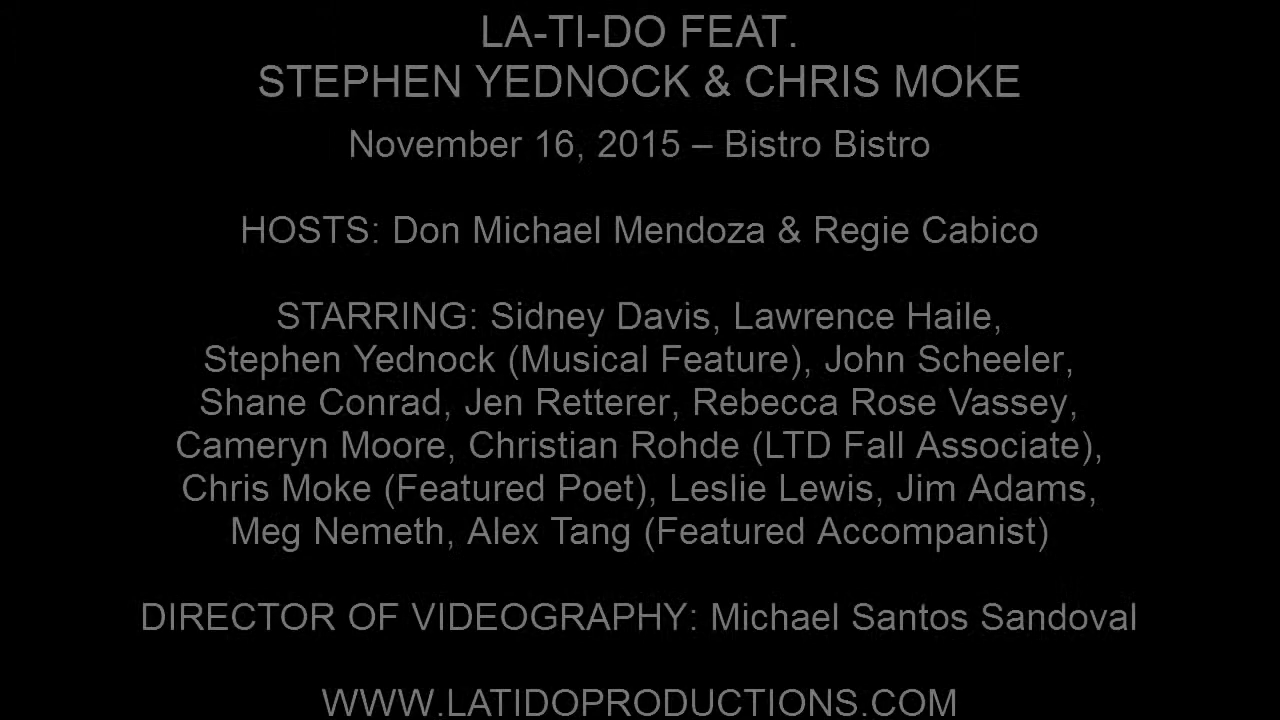 LA-TI-DO FEAT.
STEPHEN YEDNOCK & CHRIS MOKE
November 16, 2015 – Bistro Bistro
HOSTS: Don Michael Mendoza & Regie Cabico
STARRING: Sidney Davis, Lawrence Haile,
Stephen Yednock (Musical Feature), John Scheeler,
Shane Conrad, Jen Retterer, Rebecca Rose Vassey,
Cameryn Moore, Christian Rohde (LTD Fall Associate),
Chris Moke (Featured Poet), Leslie Lewis, Jim Adams,
Meg Nemeth, Alex Tang (Featured Accompanist)
DIRECTOR OF VIDEOGRAPHY: Michael Santos Sandoval
WWW.LATIDOPRODUCTIONS.COM